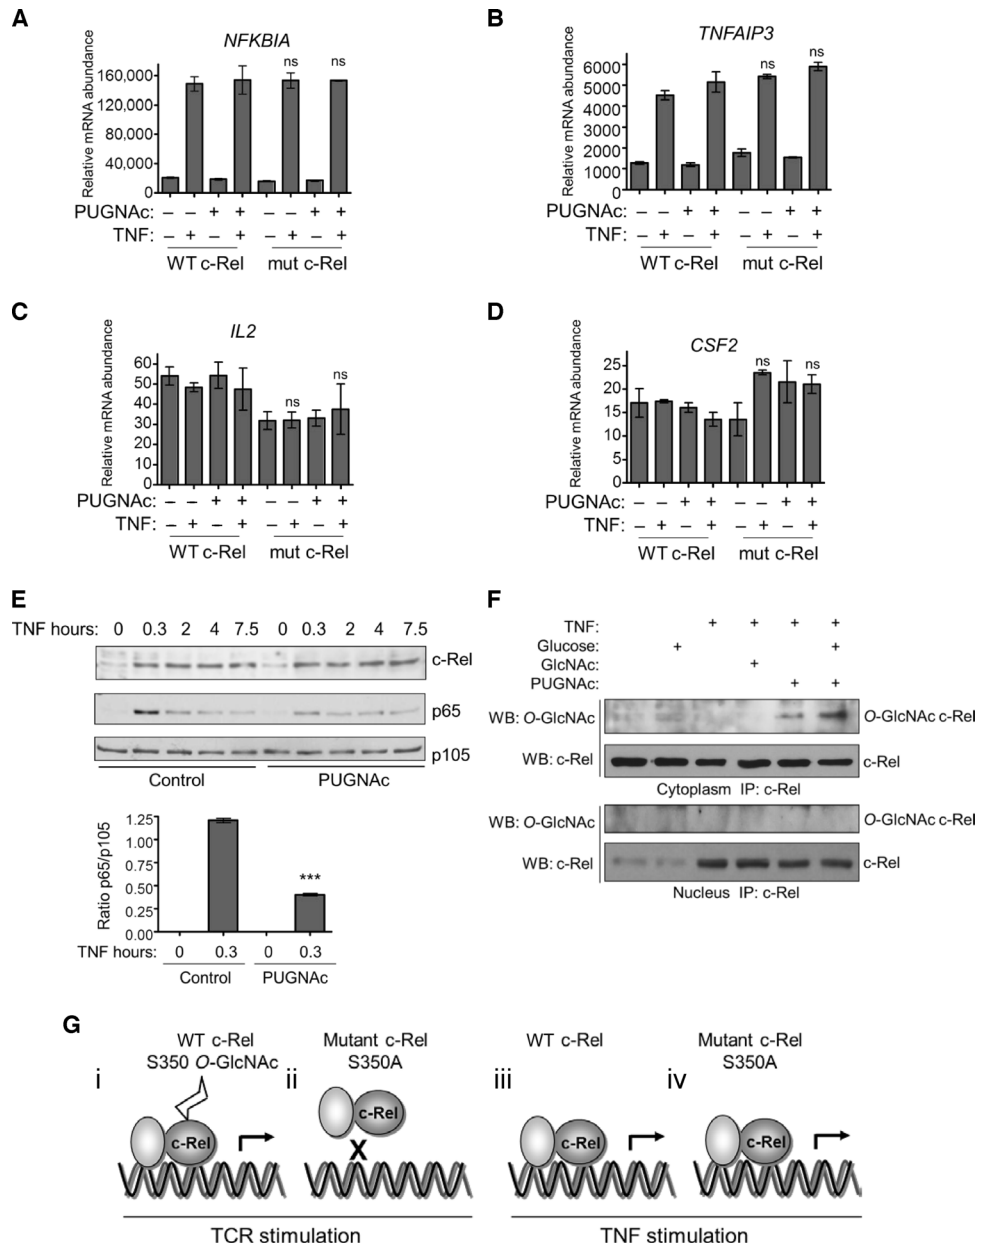 A
NFKBIA
Relative mRNA abundance
160,000
120,000
80,000
40,000
0
ns
ns
PUGNAc: – – + + – – + +
TNF: – + – + – + – +
WT c-Rel
mut c-Rel
B
TNFAIP3
Relative mRNA abundance
6000
5000
4000
3000
2000
1000
0
ns
ns
PUGNAc: – – + + – – + +
TNF: – + – + – + – +
WT c-Rel
mut c-Rel
C
IL2
Relative mRNA abundance
60
50
40
30
20
10
0
ns
ns
PUGNAc: – – + + – – + +
TNF: – + – + – + – +
WT c-Rel
mut c-Rel
D
CSF2
Relative mRNA abundance
25
20
15
10
5
0
ns
ns
PUGNAc: – – + + – – + +
TNF: – + – + – + – +
WT c-Rel
mut c-Rel
E
TNF hours: 0 0.3 2 4 7.5 0 0.3 2 4 7.5
c-Rel
p65
p105
Control
PUGNAc
Ratio p65/p105
1.25
1.00
0.75
0.50
0.25
0.00
***
TNF hours: 0 0.3 0 0.3
Control
PUGNAc
F
TNF: + + + +
Glucose: + +
GlcNAc: +
PUGNAc: + +
WB: O-GlcNAc
O-GlcNAc c-Rel
WB: c-Rel
c-Rel
Cytoplasm IP: c-Rel
WB: O-GlcNAc
O-GlcNAc c-Rel
WB: c-Rel
c-Rel
Nucleus IP: c-Rel
G
i
WT c-Rel
S350 O-GlcNAc
c-Rel
ii
Mutant c-Rel
S350A
c-Rel
X
TCR stimulation
iii
WT c-Rel
c-Rel
iv
Mutant c-Rel
S350A
c-Rel
TNF stimulation